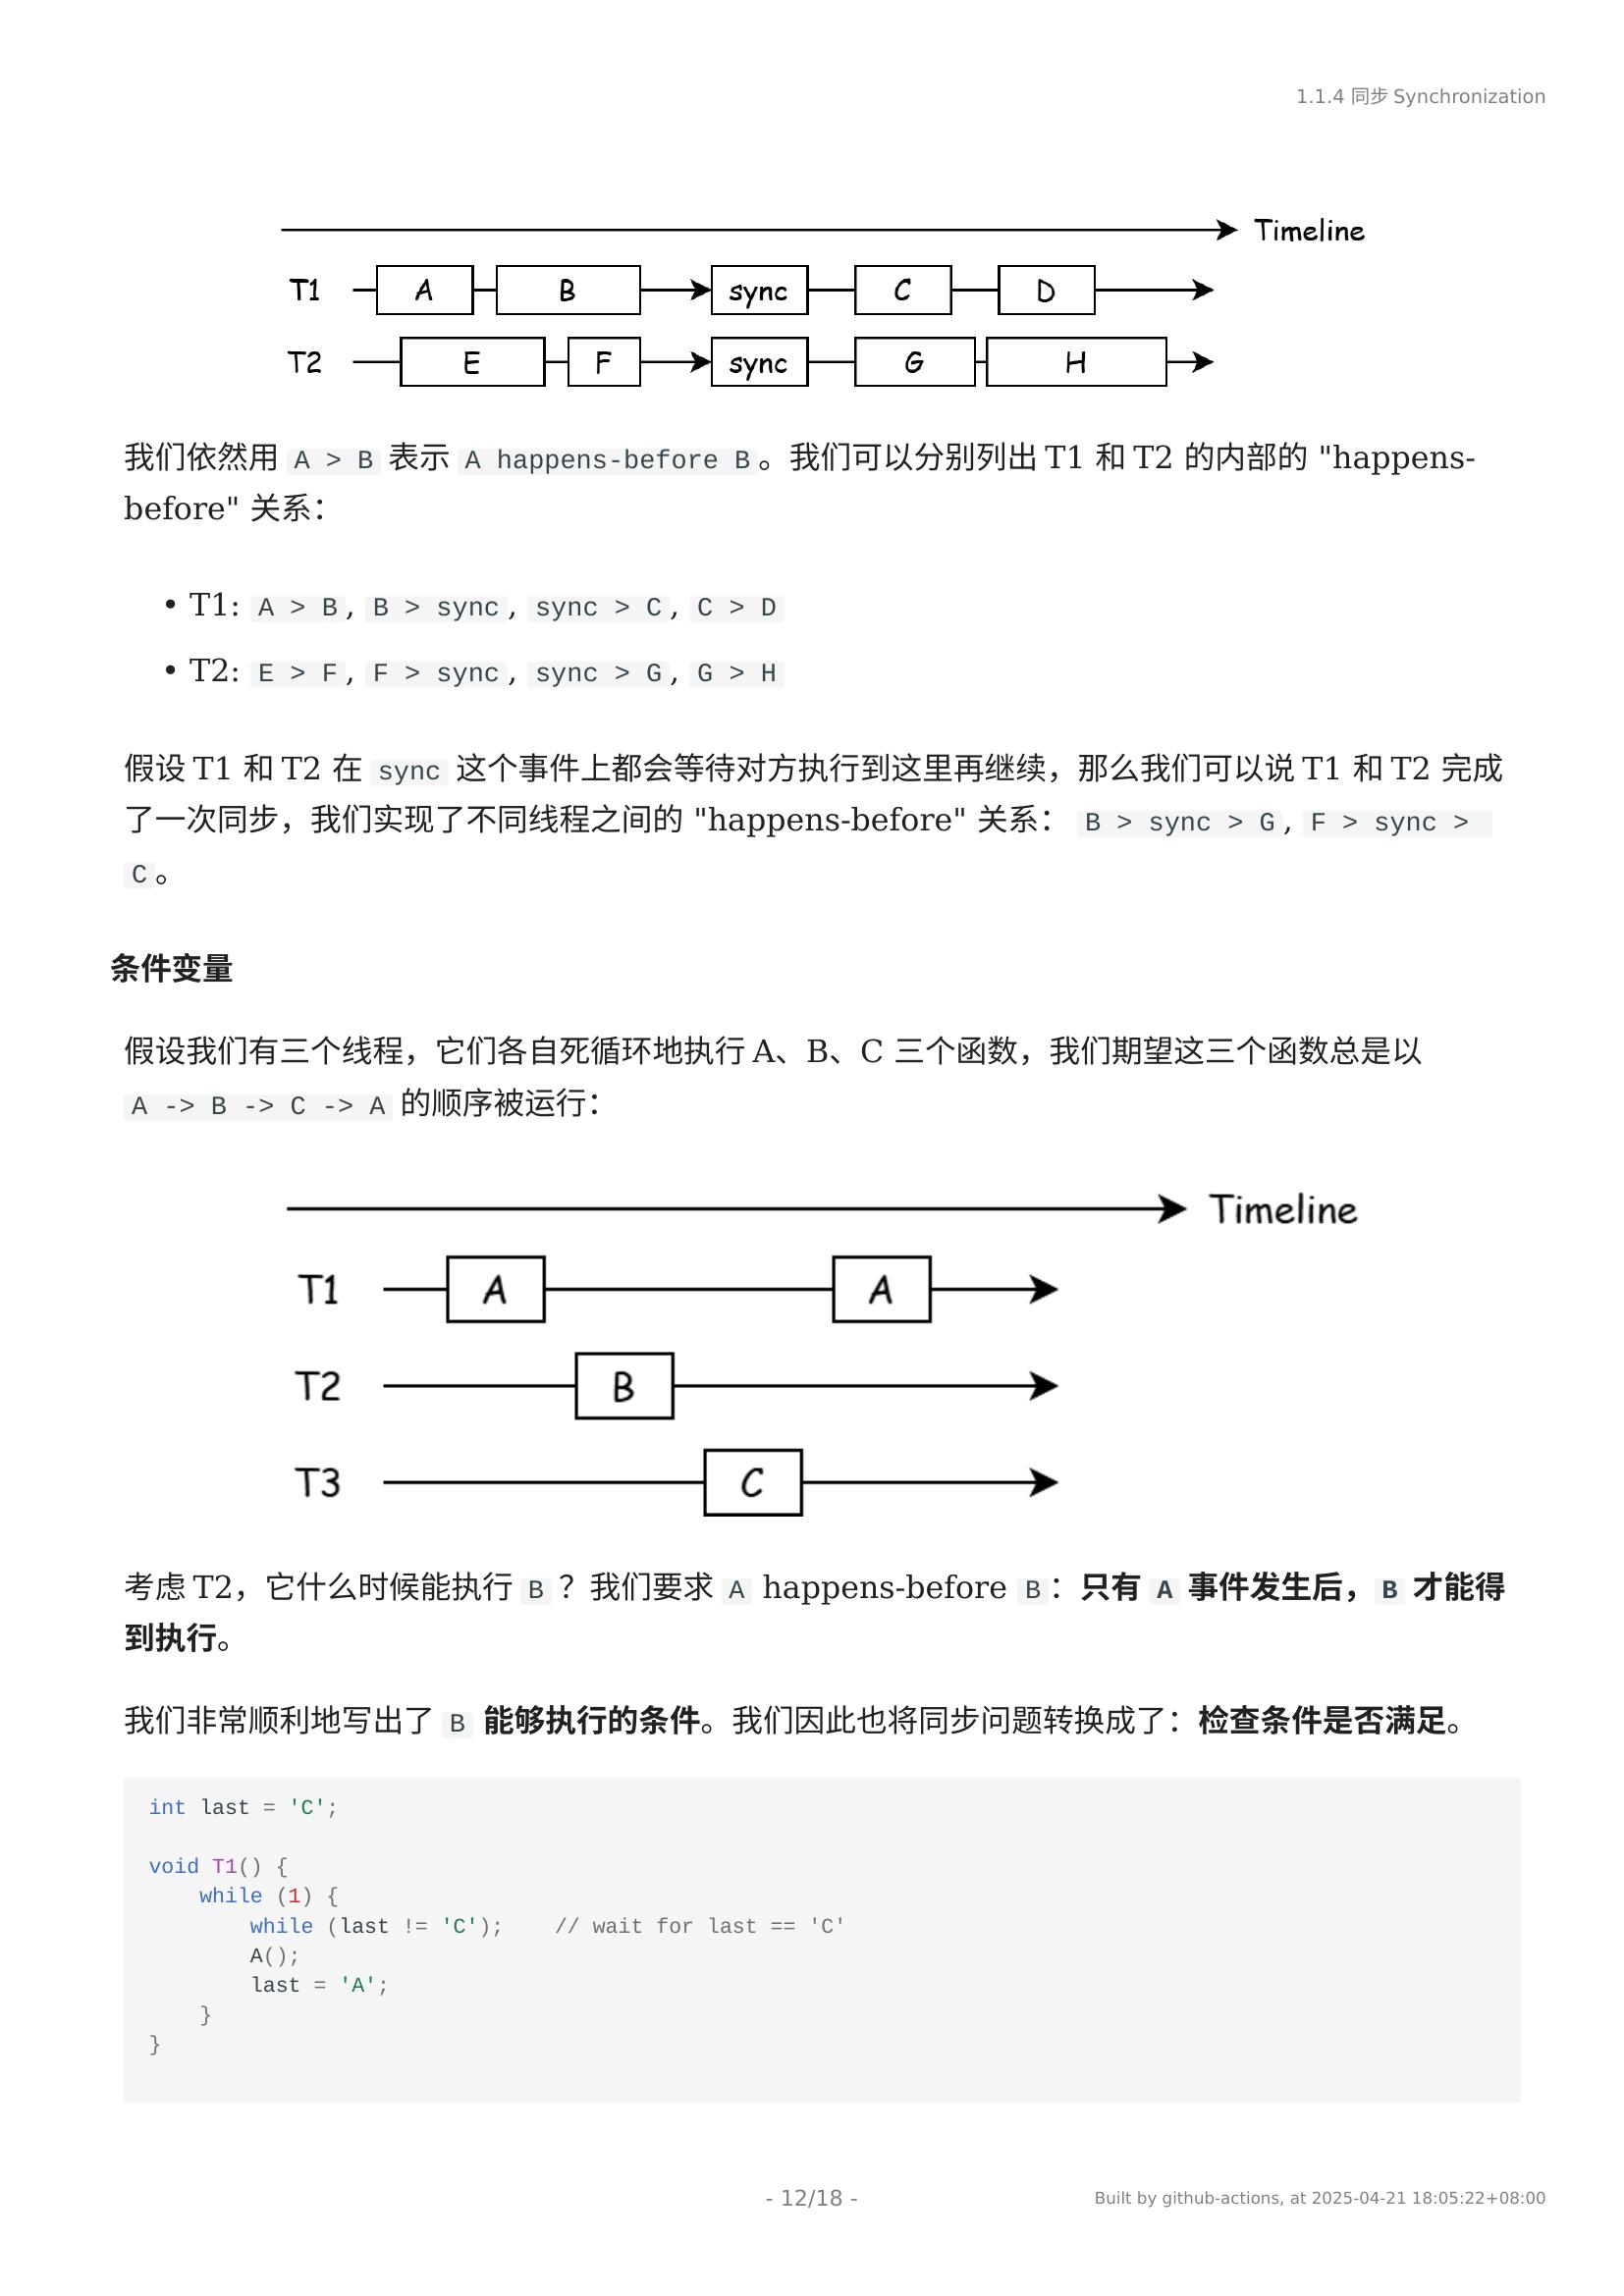 1.1.4 同步 Synchronization
Timeline
T1 A B sync C D
T2 E F sync G H
我们依然用 A > B 表示 A happens-before B。我们可以分别列出 T1 和 T2 的内部的 "happens-
before" 关系：
• T1: A > B, B > sync, sync > C, C > D
• T2: E > F, F > sync, sync > G, G > H
假设 T1 和 T2 在 sync 这个事件上都会等待对方执行到这里再继续，那么我们可以说 T1 和 T2 完成
了一次同步，我们实现了不同线程之间的 "happens-before" 关系： B > sync > G, F > sync >
C。
条件变量
假设我们有三个线程，它们各自死循环地执行 A、B、C 三个函数，我们期望这三个函数总是以
A -> B -> C -> A 的顺序被运行：
Timeline
T1 A A
T2 B
T3 C
考虑 T2，它什么时候能执行 B ？我们要求 A happens-before B：只有 A 事件发生后，B 才能得
到执行。
我们非常顺利地写出了 B 能够执行的条件。我们因此也将同步问题转换成了：检查条件是否满足。
int last = 'C';
void T1() {
    while (1) {
        while (last != 'C');    // wait for last == 'C'
        A();
        last = 'A';
    }
}
- 12/18 -
Built by github-actions, at 2025-04-21 18:05:22+08:00